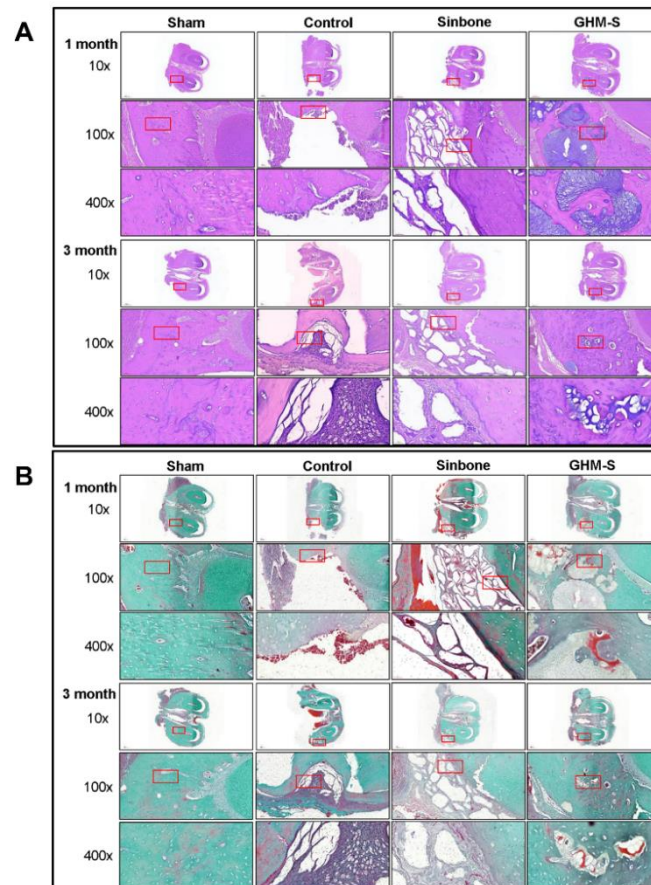 A
Sham Control Sinbone GHM-S
1 month
10x
100x
400x
3 month
10x
100x
400x
B
Sham Control Sinbone GHM-S
1 month
10x
100x
400x
3 month
10x
100x
400x